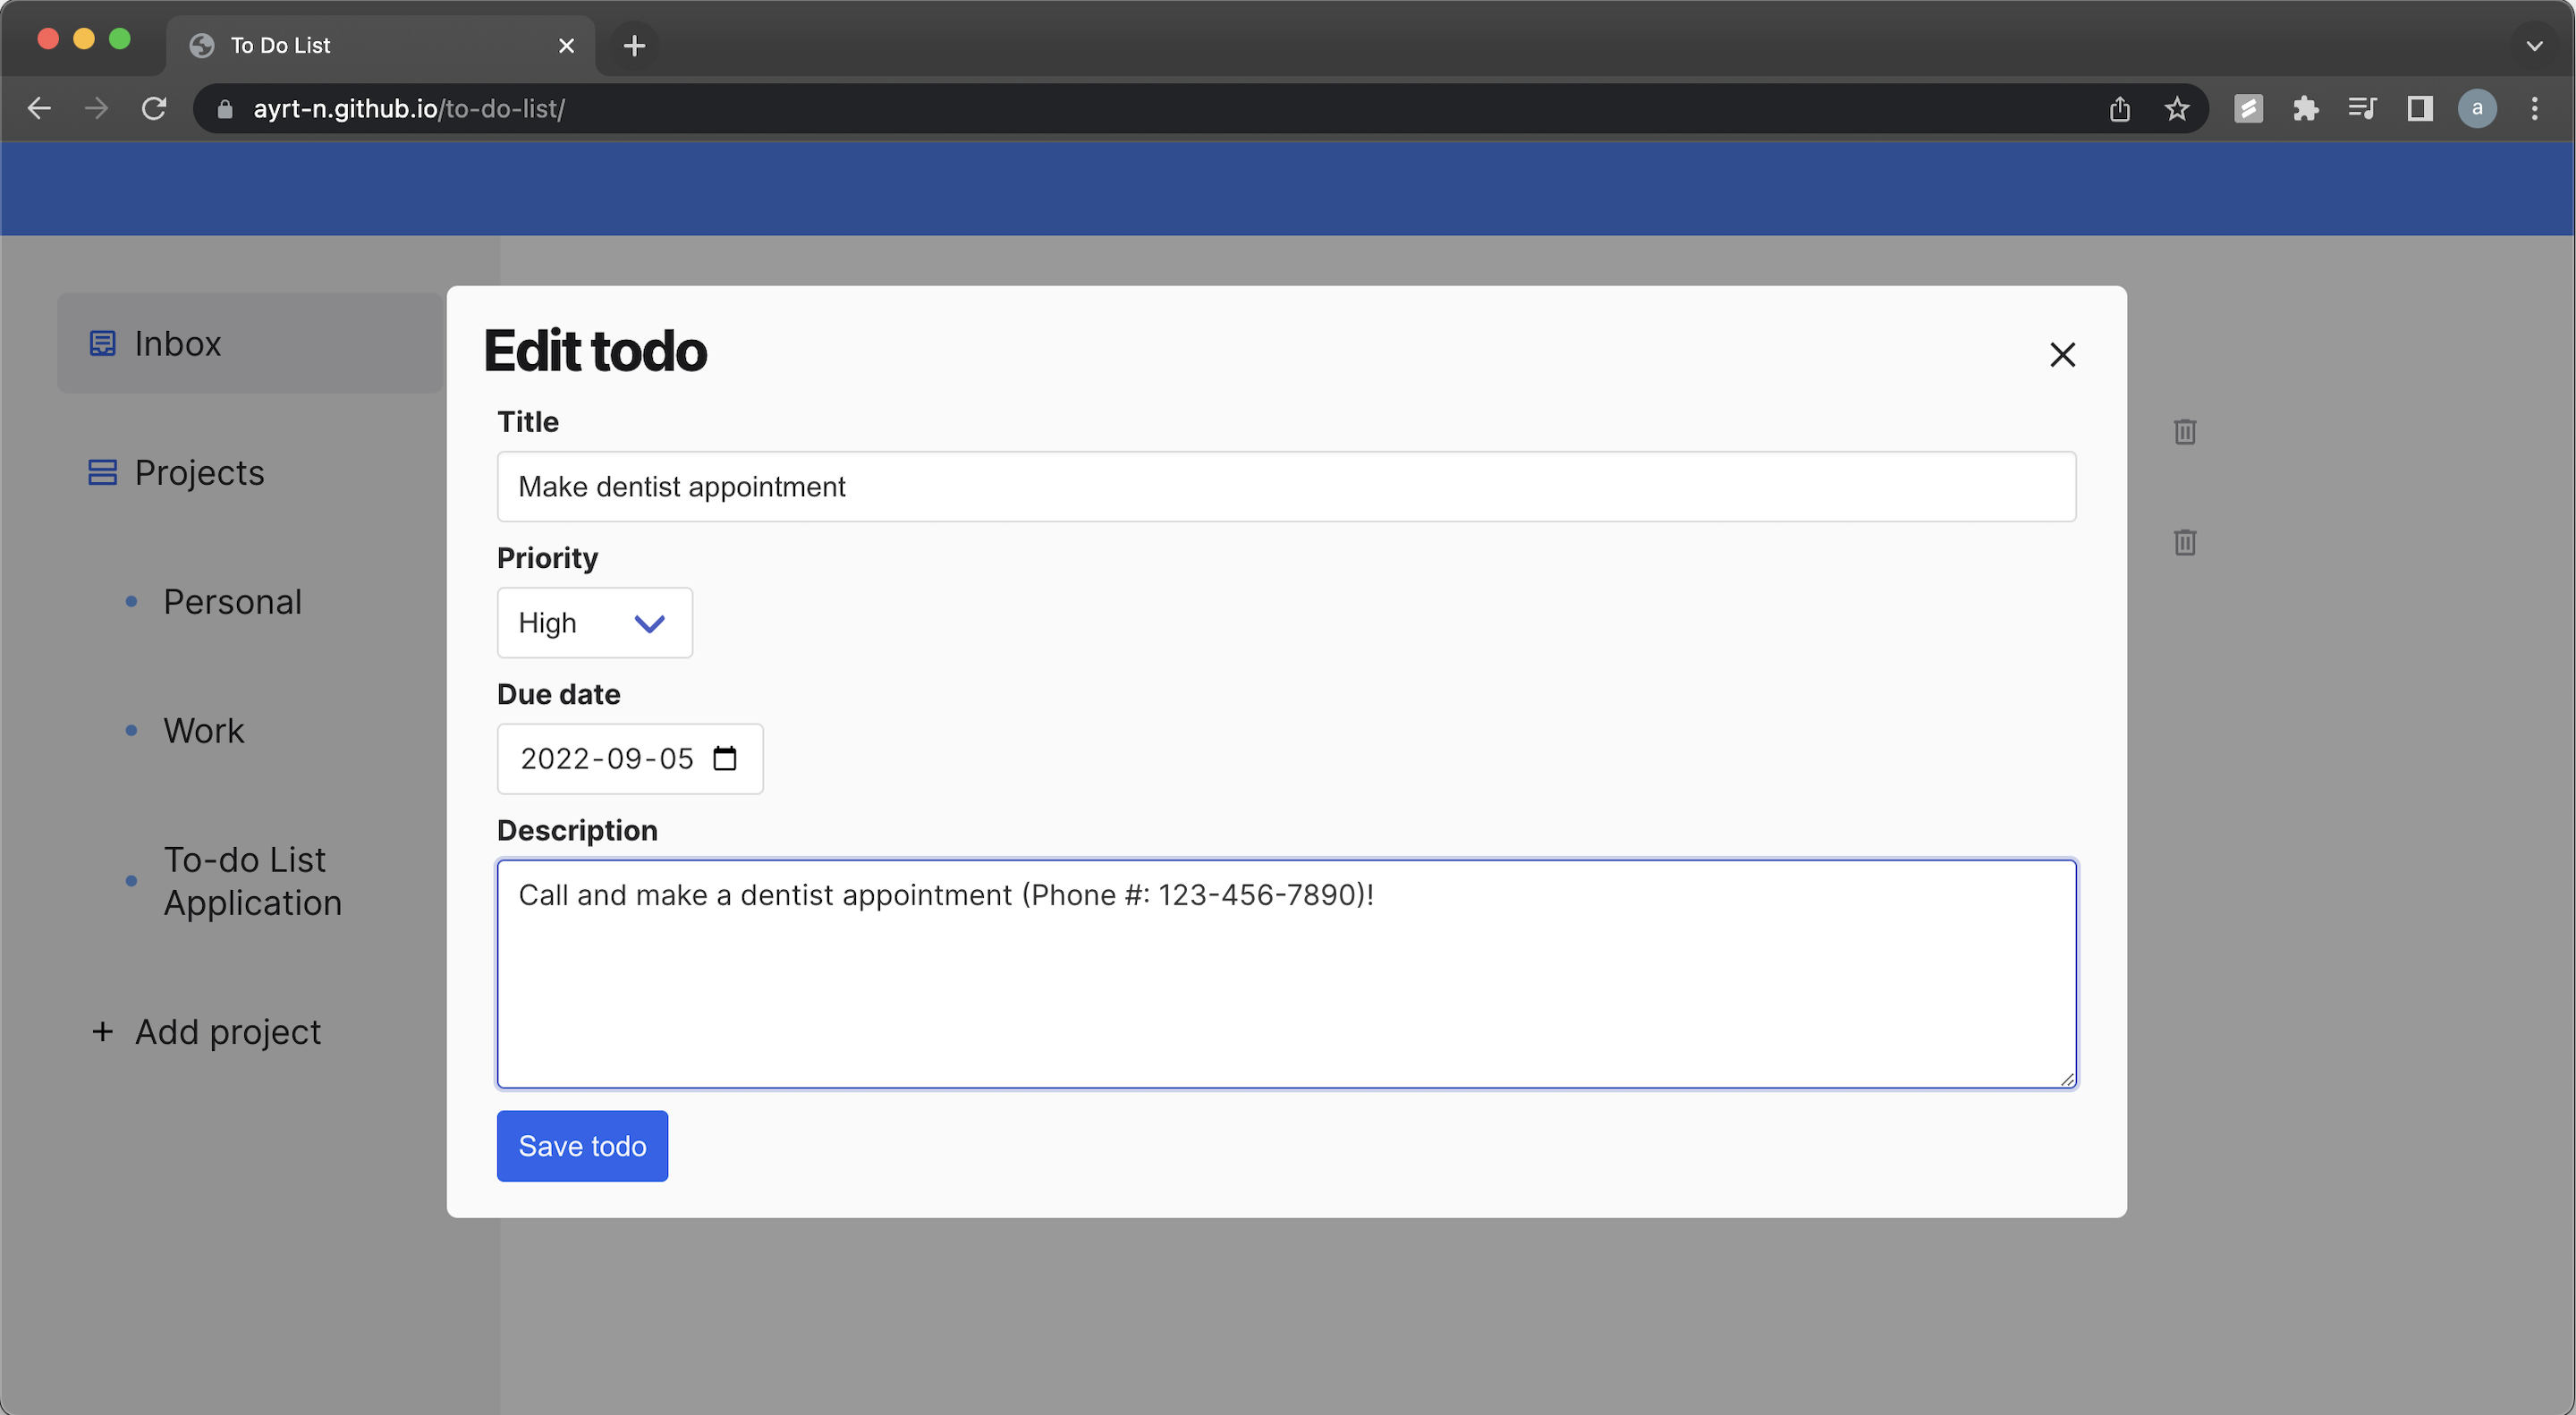 To Do List
ayrt-n.github.io/to-do-list/
a
Inbox
Projects
Personal
Work
To-do List
Application
Add project
Edit todo
Title
Make dentist appointment
Priority
High
Due date
2022-09-05
Description
Call and make a dentist appointment (Phone #: 123-456-7890)!
Save todo